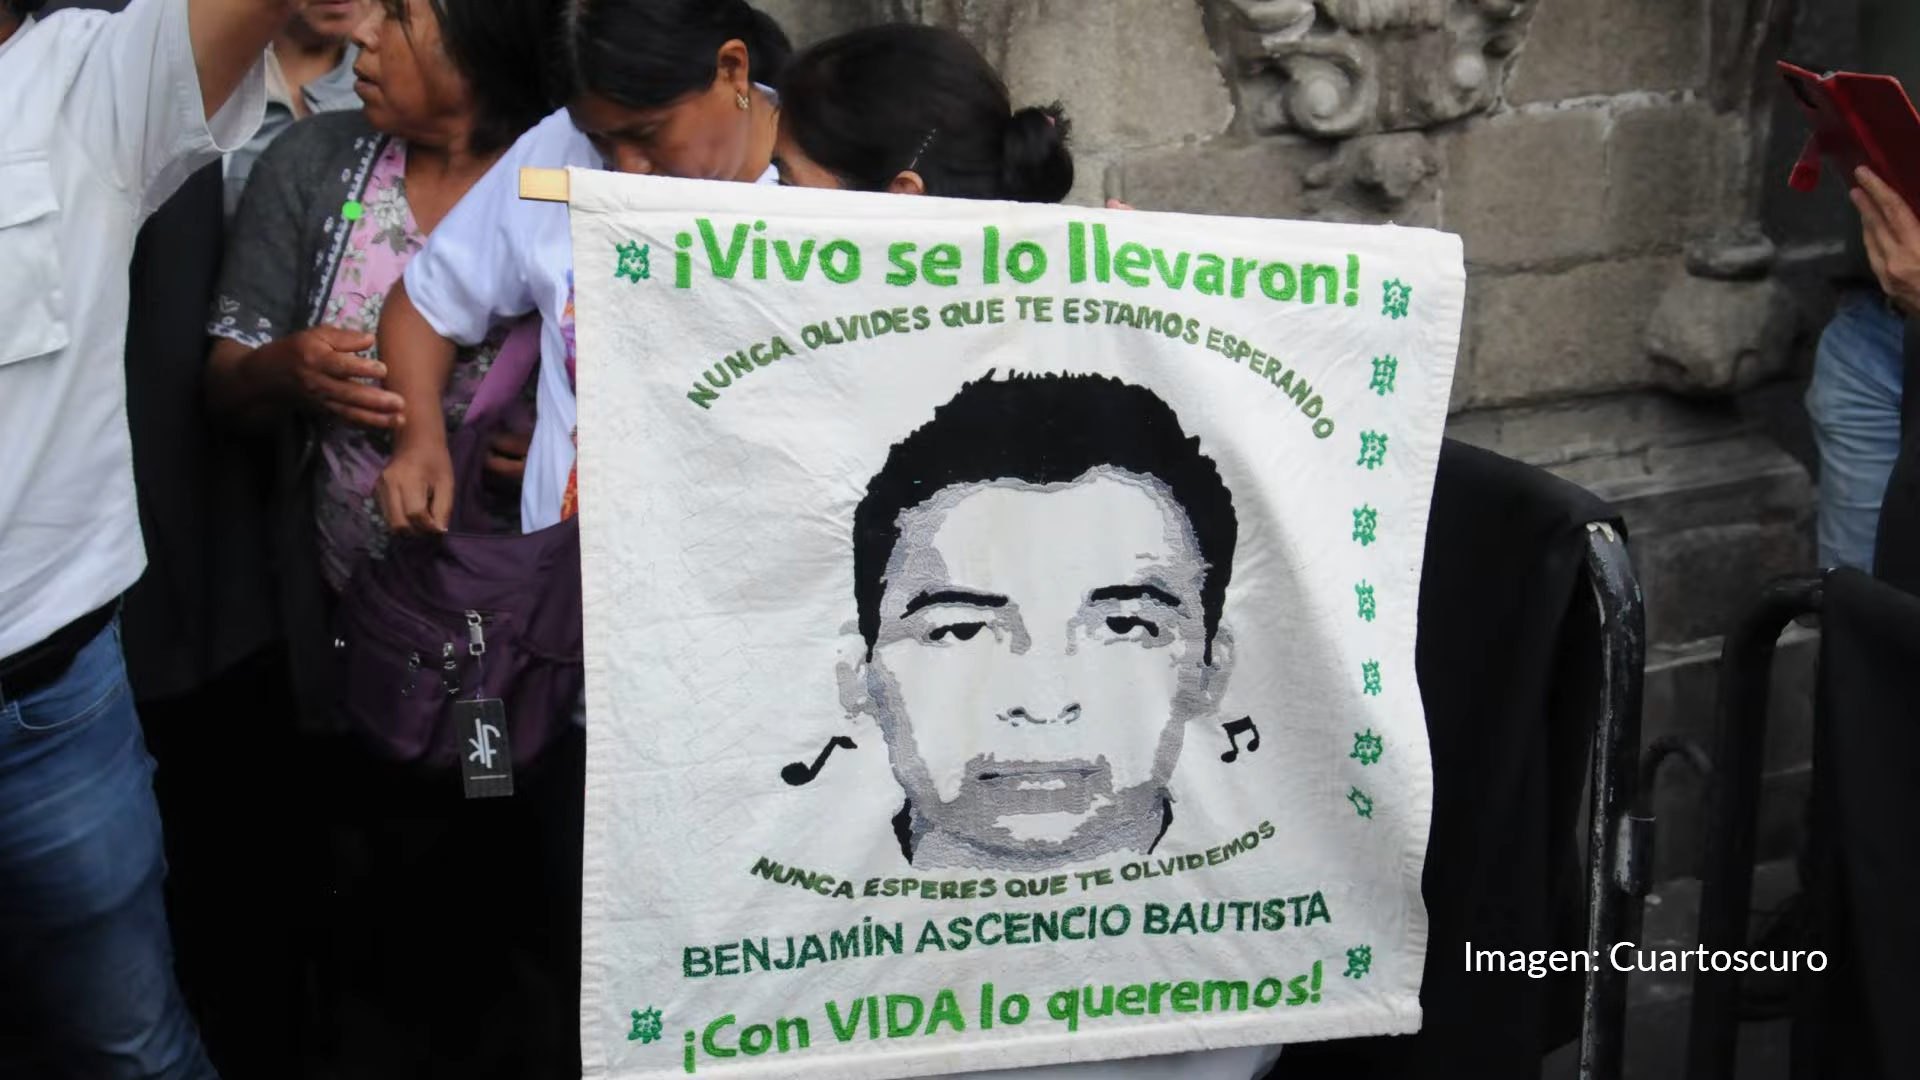 ¡Vivo se lo llevaron!
NUNCA OLVIDES QUE TE ESTAMOS ESPERANDO
NUNCA ESPERES QUE TE OLVIDEMOS
BENJAMÍN ASCENCIO BAUTISTA
¡Con VIDA lo queremos!
Imagen: Cuartoscuro